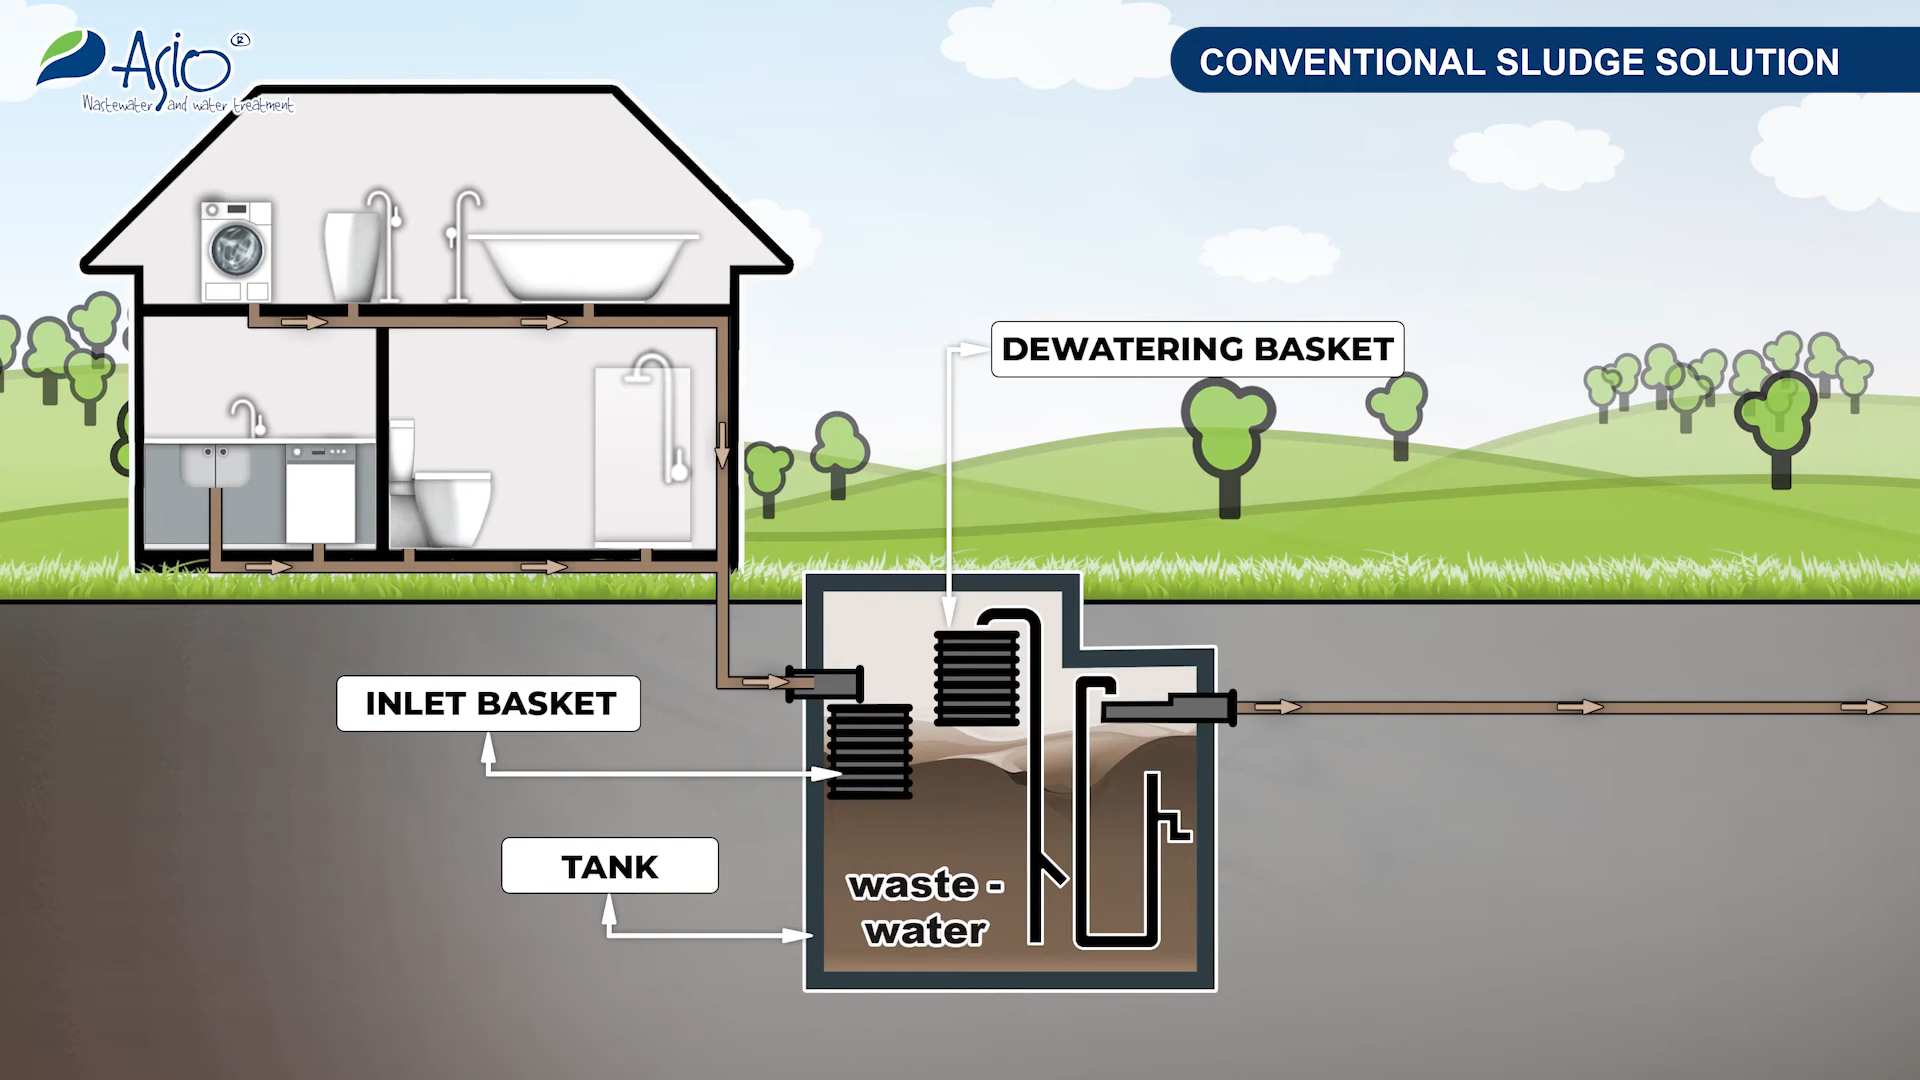 Asio®
Wastewater and water treatment
CONVENTIONAL SLUDGE SOLUTION
DEWATERING BASKET
INLET BASKET
TANK
waste -
water